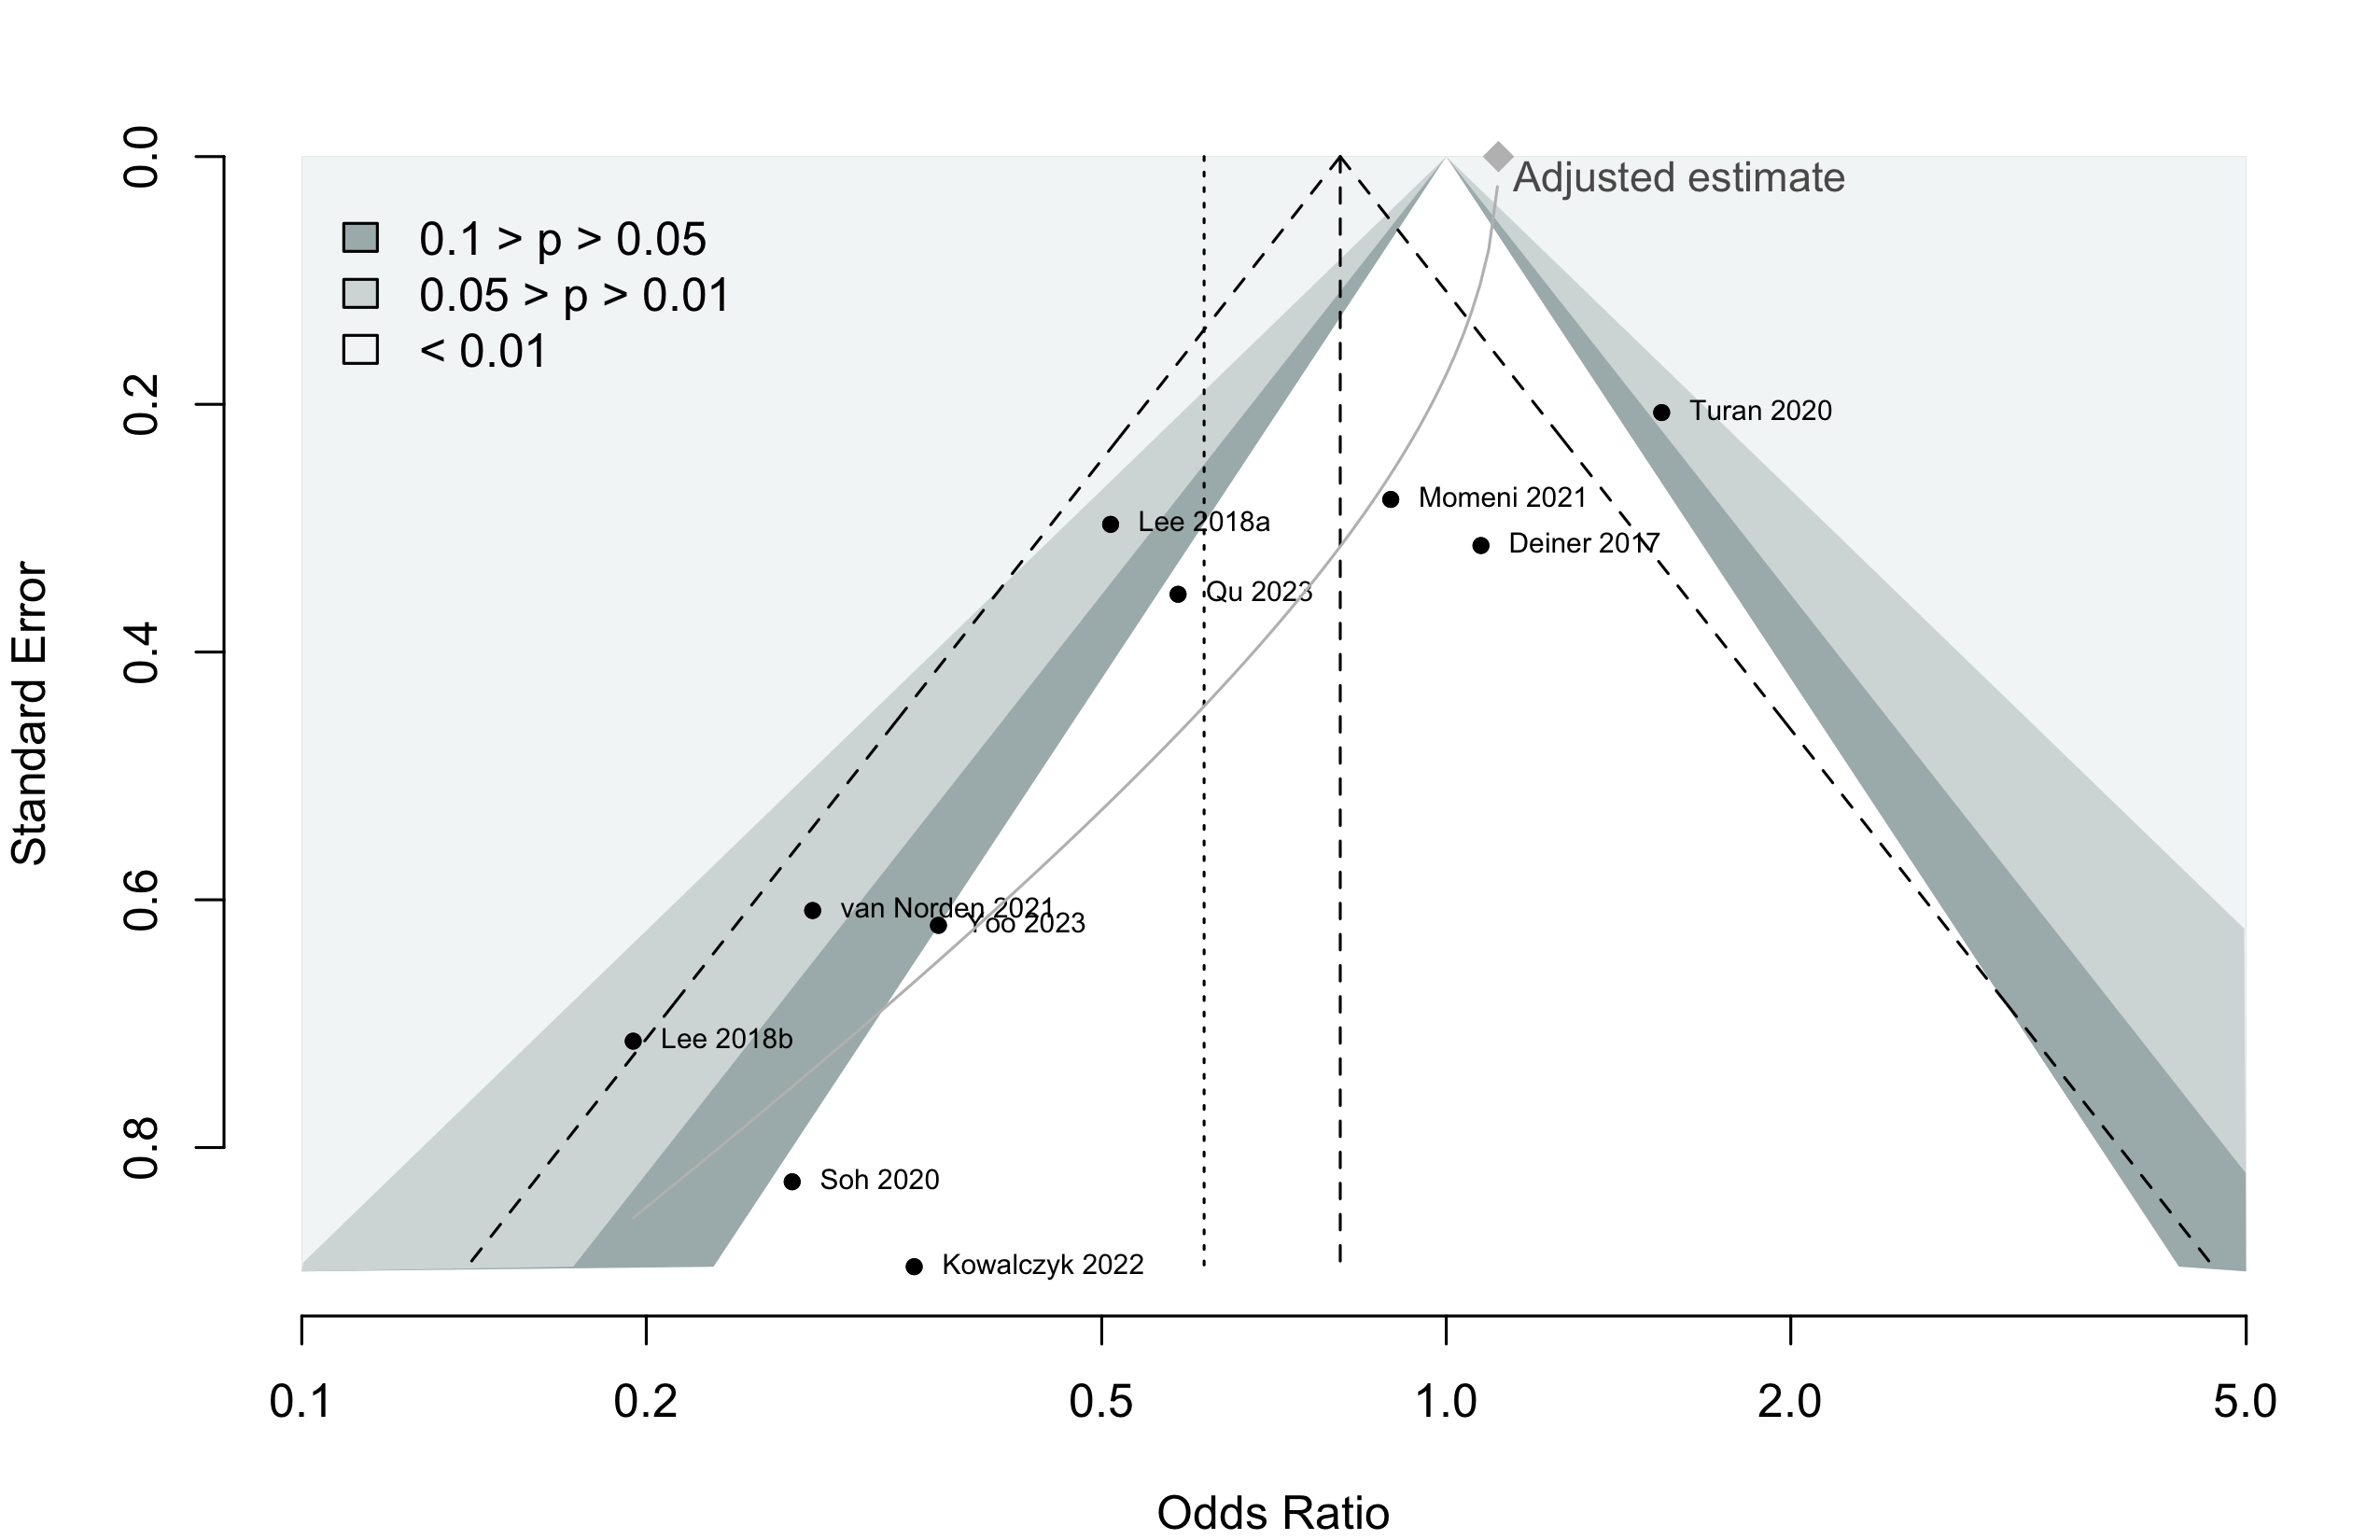 Adjusted estimate
0.1 > p > 0.05
0.05 > p > 0.01
< 0.01
Turan 2020
Momeni 2021
Lee 2018a
Deiner 2017
Qu 2023
van Norden 2021
Yoo 2023
Lee 2018b
Soh 2020
Kowalczyk 2022
Standard Error
0.0
0.2
0.4
0.6
0.8
0.1 0.2 0.5 1.0 2.0 5.0
Odds Ratio